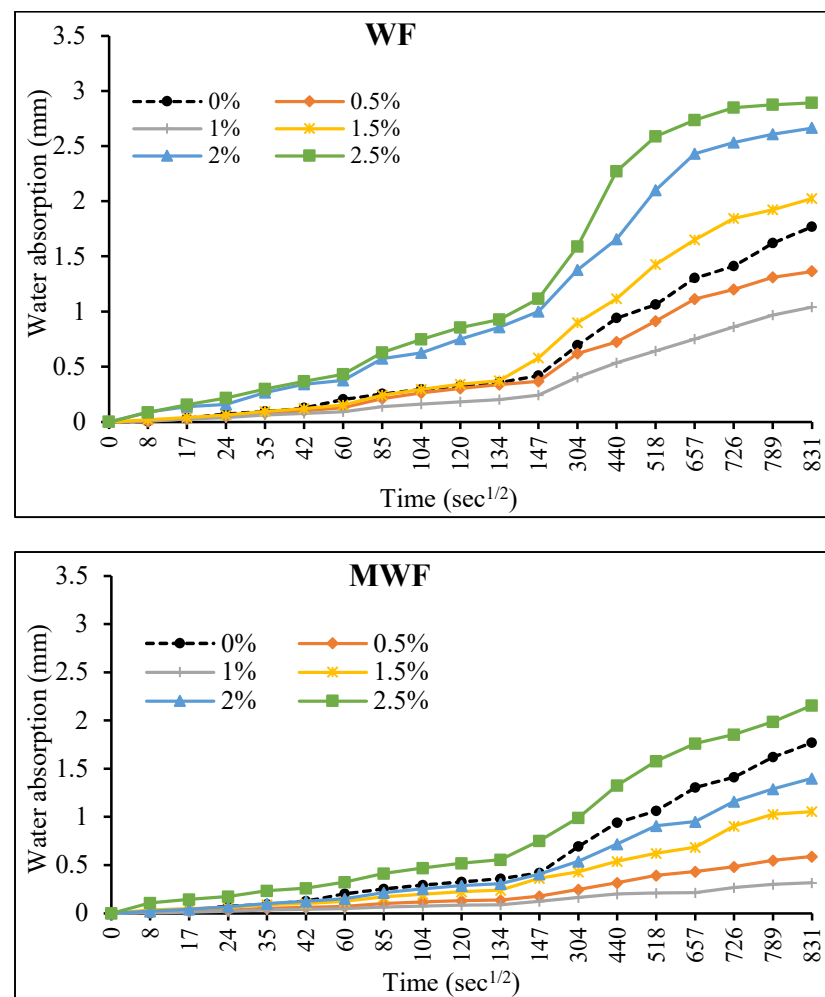 WF
3.5
3
2.5
2
1.5
1
0.5
0
Water absorption (mm)
0% 0.5%
1% 1.5%
2% 2.5%
0 8 17 24 35 42 60 85 104 120 134 147 304 440 518 657 726 789 831
Time (sec1/2)
MWF
3.5
3
2.5
2
1.5
1
0.5
0
Water absorption (mm)
0% 0.5%
1% 1.5%
2% 2.5%
0 8 17 24 35 42 60 85 104 120 134 147 304 440 518 657 726 789 831
Time (sec1/2)